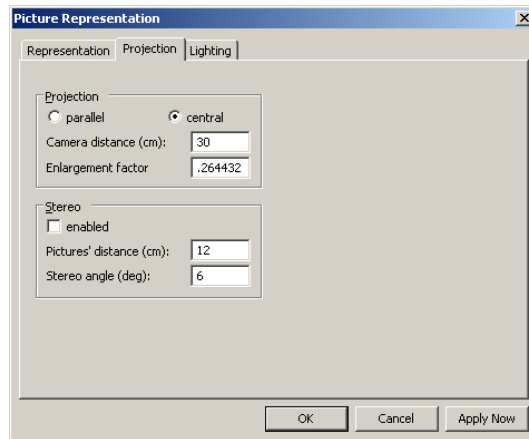 Picture Representation
Representation Projection Lighting
Projection
parallel central
Camera distance (cm): 30
Enlargement factor .264432
Stereo
enabled
Pictures' distance (cm): 12
Stereo angle (deg): 6
OK Cancel Apply Now